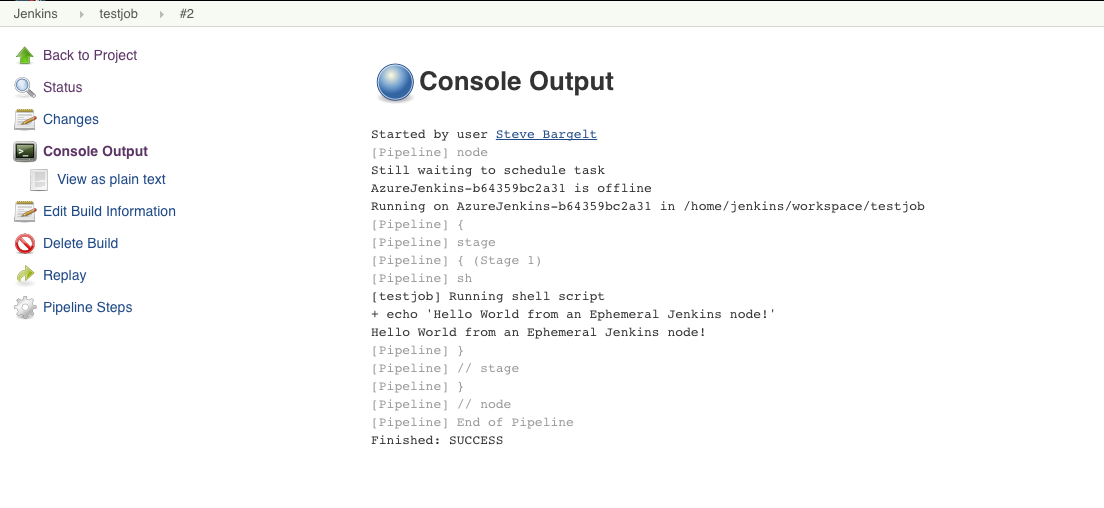 Jenkins testjob #2
Back to Project
Status
Changes
Console Output
View as plain text
Edit Build Information
Delete Build
Replay
Pipeline Steps
Console Output
Started by user Steve Bargelt
[Pipeline] node
Still waiting to schedule task
AzureJenkins-b64359bc2a31 is offline
Running on AzureJenkins-b64359bc2a31 in /home/jenkins/workspace/testjob
[Pipeline] {
[Pipeline] stage
[Pipeline] { (Stage 1)
[Pipeline] sh
[testjob] Running shell script
+ echo 'Hello World from an Ephemeral Jenkins node!'
Hello World from an Ephemeral Jenkins node!
[Pipeline] }
[Pipeline] // stage
[Pipeline] }
[Pipeline] // node
[Pipeline] End of Pipeline
Finished: SUCCESS